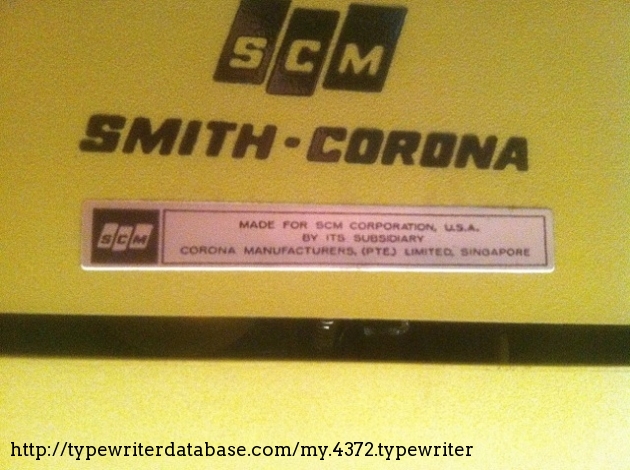 SCM
SMITH-CORONA
SCM
MADE FOR SCM CORPORATION, U.S.A.
BY ITS SUBSIDIARY
CORONA MANUFACTURERS, (PTE.) LIMITED, SINGAPORE
http://typewriterdatabase.com/my.4372.typewriter